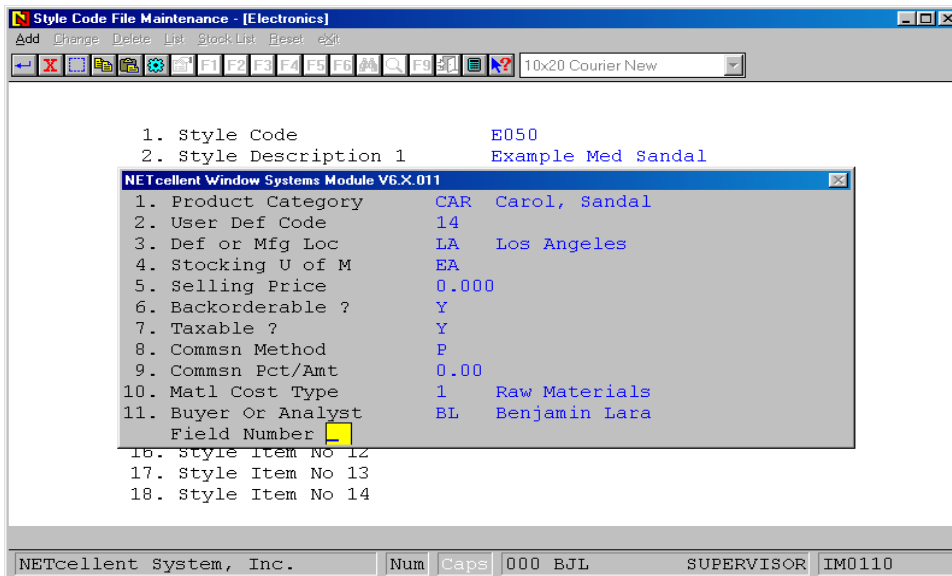 Style Code File Maintenance - [Electronics]
Add Change Delete List Stock List Reset eXit
F1 F2 F3 F4 F5 F6 F9 10x20 Courier New
1. Style Code E050
2. Style Description 1 Example Med Sandal
NETcellent Window Systems Module V6.X.011
1. Product Category CAR Carol, Sandal
2. User Def Code 14
3. Def or Mfg Loc LA Los Angeles
4. Stocking U of M EA
5. Selling Price 0.000
6. Backorderable ? Y
7. Taxable ? Y
8. Commsn Method P
9. Commsn Pct/Amt 0.00
10. Matl Cost Type 1 Raw Materials
11. Buyer Or Analyst BL Benjamin Lara
Field Number
16. Style Item No 12
17. Style Item No 13
18. Style Item No 14
NETcellent System, Inc. Num Caps 000 BJL SUPERVISOR IM0110